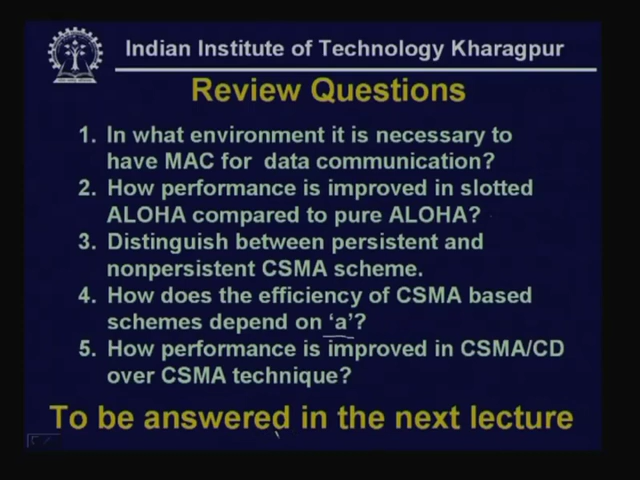 Indian Institute of Technology Kharagpur
Review Questions
1. In what environment it is necessary to
have MAC for data communication?
2. How performance is improved in slotted
ALOHA compared to pure ALOHA?
3. Distinguish between persistent and
nonpersistent CSMA scheme.
4. How does the efficiency of CSMA based
schemes depend on ‘a’?
5. How performance is improved in CSMA/CD
over CSMA technique?
To be answered in the next lecture